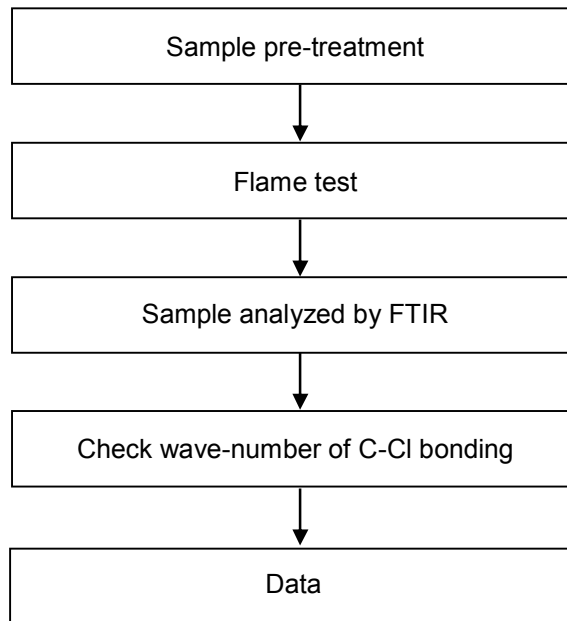 Sample pre-treatment
Flame test
Sample analyzed by FTIR
Check wave-number of C-Cl bonding
Data